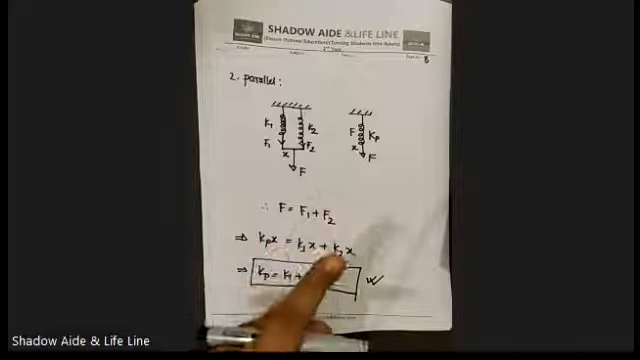 SHADOW AIDE & LIFE LINE
8
2. parallel:
K₁
K₂
F₁
F₂
x
F
F
Kₚ
x
F
∴ F = F₁ + F₂
⇒ Kₚx = K₁x + K₂x
⇒ Kₚ = K₁ +
Shadow Aide & Life Line